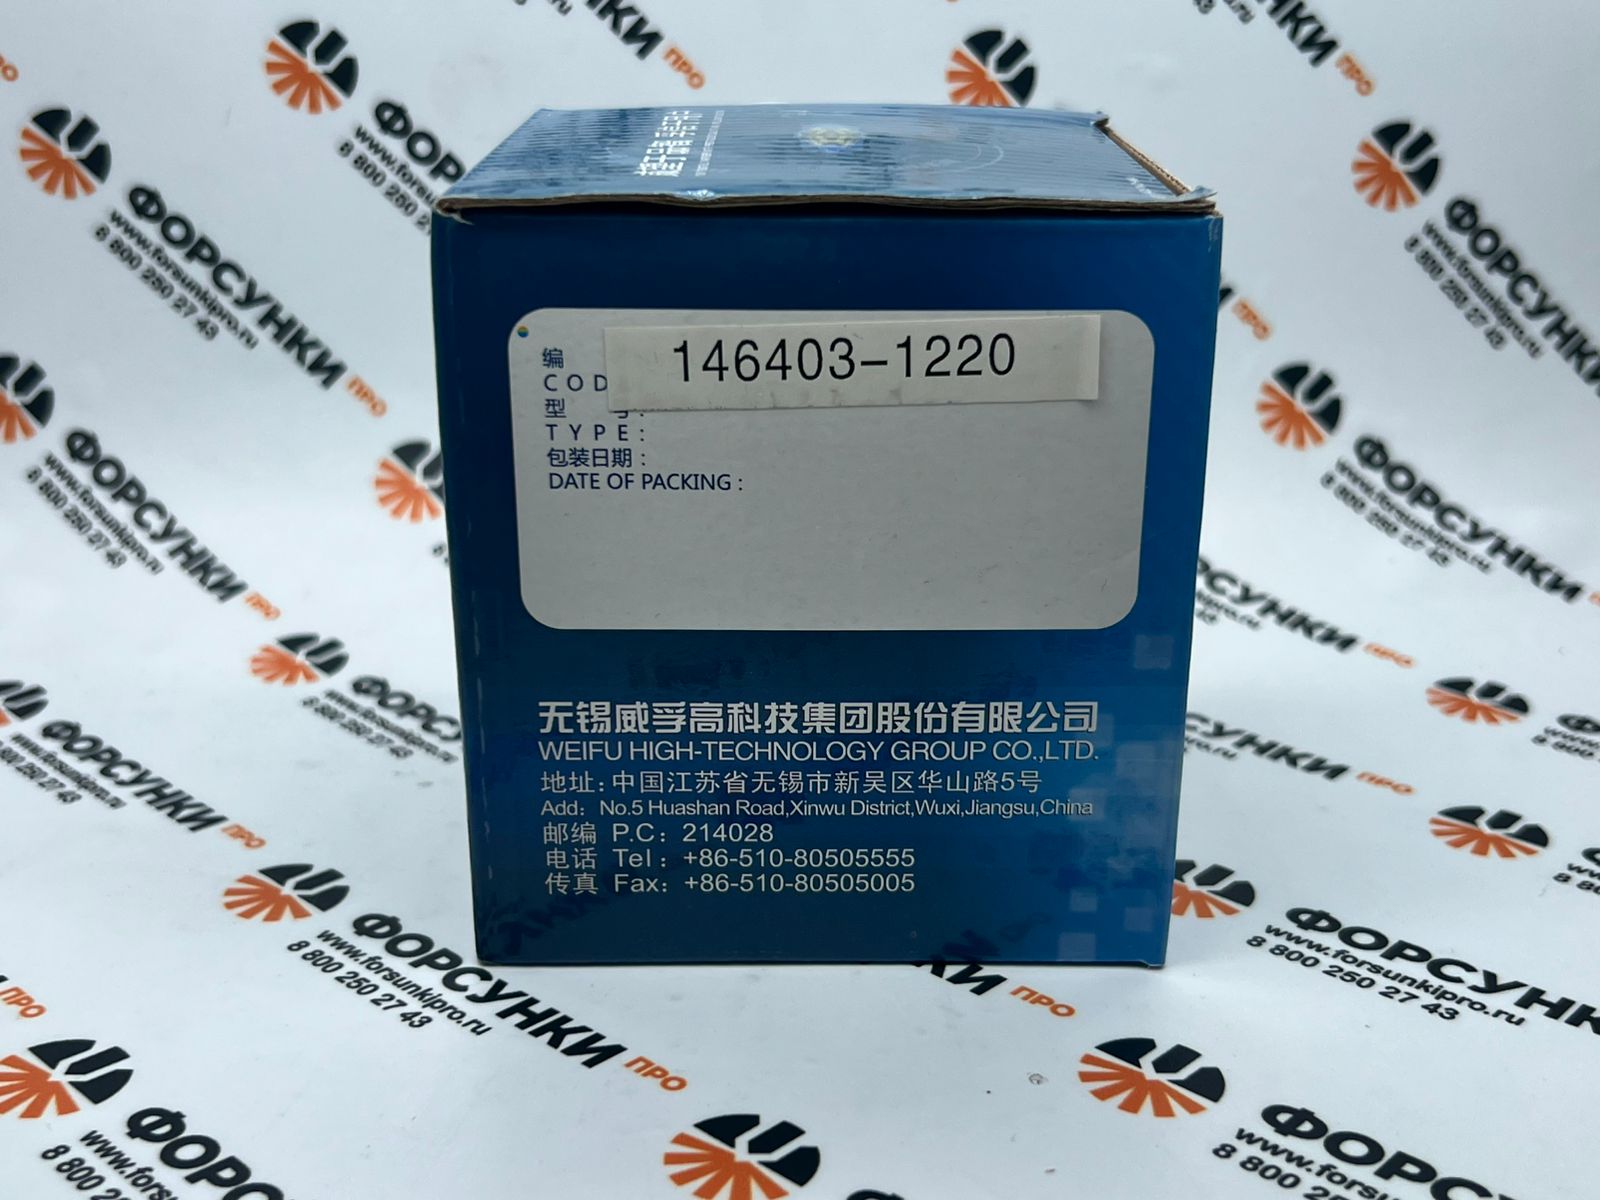 146403-1220
编
COD
型 号:
TYPE:
包装日期:
DATE OF PACKING:
无锡威孚高科技集团股份有限公司
WEIFU HIGH-TECHNOLOGY GROUP CO.,LTD.
地址:中国江苏省无锡市新吴区华山路5号
Add: No.5 Huashan Road,Xinwu District,Wuxi,Jiangsu,China
邮编 P.C: 214028
电话 Tel: +86-510-80505555
传真 Fax: +86-510-80505005
ФОРСУНКИ ПРО
www.forsunkipro.ru
8 800 250 27 43